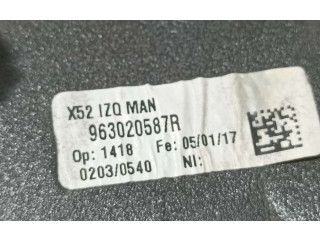 X52 IZQ MAN
963020587R
Op: 1418 Fe: 05/01/17
0203/0540 NI: